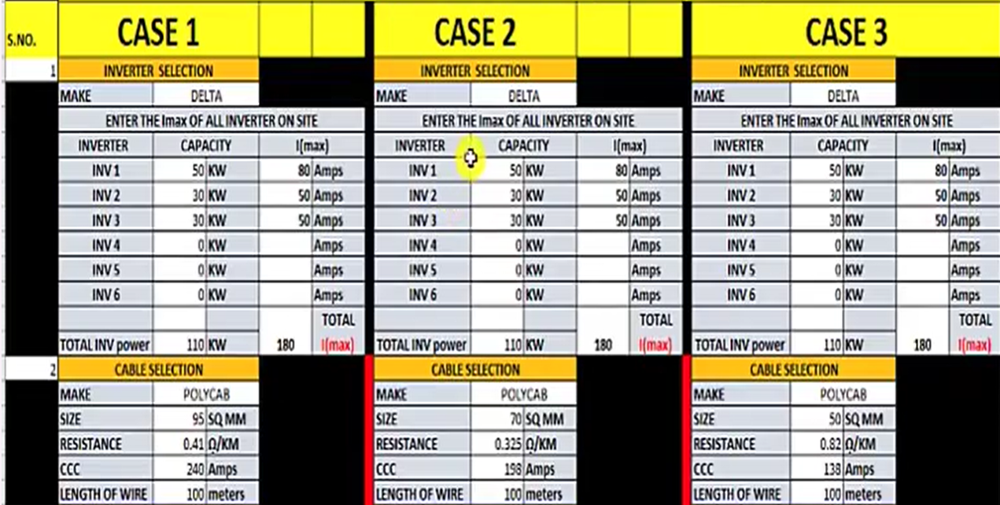 S.NO. CASE 1 CASE 2 CASE 3
1 INVERTER SELECTION INVERTER SELECTION INVERTER SELECTION
MAKE DELTA MAKE DELTA MAKE DELTA
ENTER THE Imax OF ALL INVERTER ON SITE ENTER THE Imax OF ALL INVERTER ON SITE ENTER THE Imax OF ALL INVERTER ON SITE
INVERTER CAPACITY I(max) INVERTER CAPACITY I(max) INVERTER CAPACITY I(max)
INV 1 50 KW 80 Amps INV 1 50 KW 80 Amps INV 1 50 KW 80 Amps
INV 2 30 KW 50 Amps INV 2 30 KW 50 Amps INV 2 30 KW 50 Amps
INV 3 30 KW 50 Amps INV 3 30 KW 50 Amps INV 3 30 KW 50 Amps
INV 4 0 KW Amps INV 4 0 KW Amps INV 4 0 KW Amps
INV 5 0 KW Amps INV 5 0 KW Amps INV 5 0 KW Amps
INV 6 0 KW Amps INV 6 0 KW Amps INV 6 0 KW Amps
TOTAL TOTAL TOTAL
TOTAL INV power 110 KW 180 I(max) TOTAL INV power 110 KW 180 I(max) TOTAL INV power 110 KW 180 I(max)
2 CABLE SELECTION CABLE SELECTION CABLE SELECTION
MAKE POLYCAB MAKE POLYCAB MAKE POLYCAB
SIZE 95 SQ MM SIZE 70 SQ MM SIZE 50 SQ MM
RESISTANCE 0.41 Ω/KM RESISTANCE 0.325 Ω/KM RESISTANCE 0.82 Ω/KM
CCC 240 Amps CCC 198 Amps CCC 138 Amps
LENGTH OF WIRE 100 meters LENGTH OF WIRE 100 meters LENGTH OF WIRE 100 meters